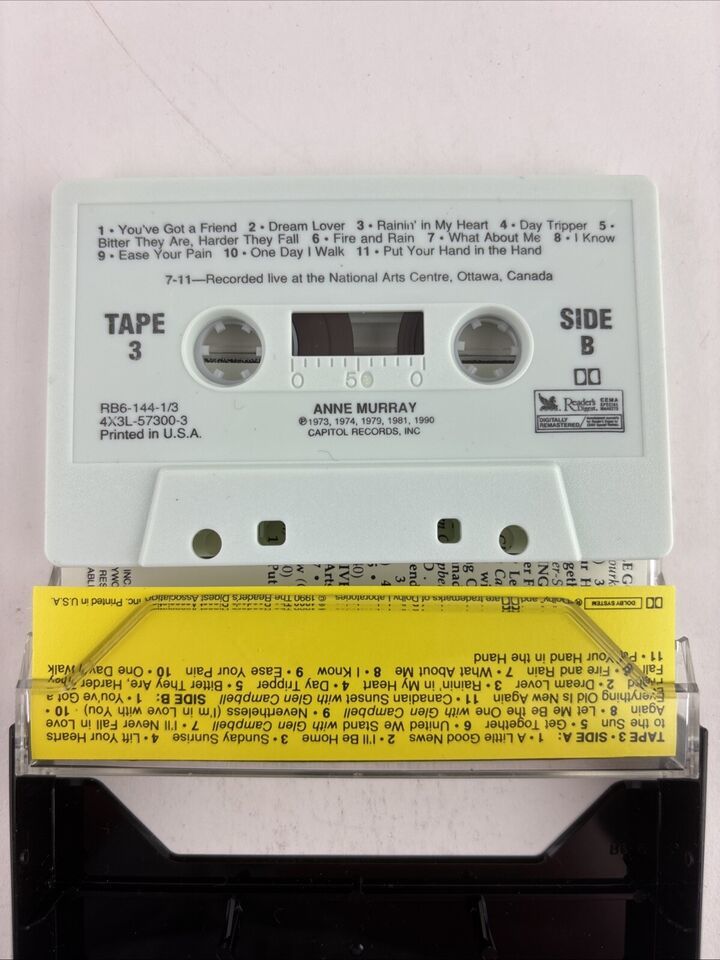 1 • You've Got a Friend 2 • Dream Lover 3 • Rainin' in My Heart 4 • Day Tripper 5 •
Bitter They Are, Harder They Fall 6 • Fire and Rain 7 • What About Me 8 • I Know
9 • Ease Your Pain 10 • One Day I Walk 11 • Put Your Hand in the Hand
7-11—Recorded live at the National Arts Centre, Ottawa, Canada
TAPE
3
SIDE
B
0 50 0
RB6-144-1/3
4X3L-57300-3
Printed in U.S.A.
ANNE MURRAY
℗1973, 1974, 1979, 1981, 1990
CAPITOL RECORDS, INC
Reader's
Digest
CEMA
SPECIAL
MARKETS
DIGITALLY
REMASTERED
TAPE 3 • SIDE A: 1 • A Little Good News 2 • I'll Be Home 3 • Sunday Sunrise 4 • Lift Your Hearts
to the Sun 5 • Get Together 6 • United We Stand with Glen Campbell 7 • I'll Never Fall in Love
Again 8 • Let Me Be the One with Glen Campbell 9 • Nevertheless (I'm in Love with You) • 10 •
Everything Old Is New Again 11 • Canadian Sunset with Glen Campbell SIDE B: 1 • You've Got a
2 • Dream Lover 3 • Rainin' in My Heart 4 • Day Tripper 5 • Bitter They Are, Harder They
Fall 6 • Fire and Rain 7 • What About Me 8 • I Know 9 • Ease Your Pain 10 • One Day I Walk
11 • Put Your Hand in the Hand
DOLBY SYSTEM ® Dolby and are trademarks of Dolby Laboratories © 1990 The Reader's Digest Association, Inc. Printed in U.S.A.